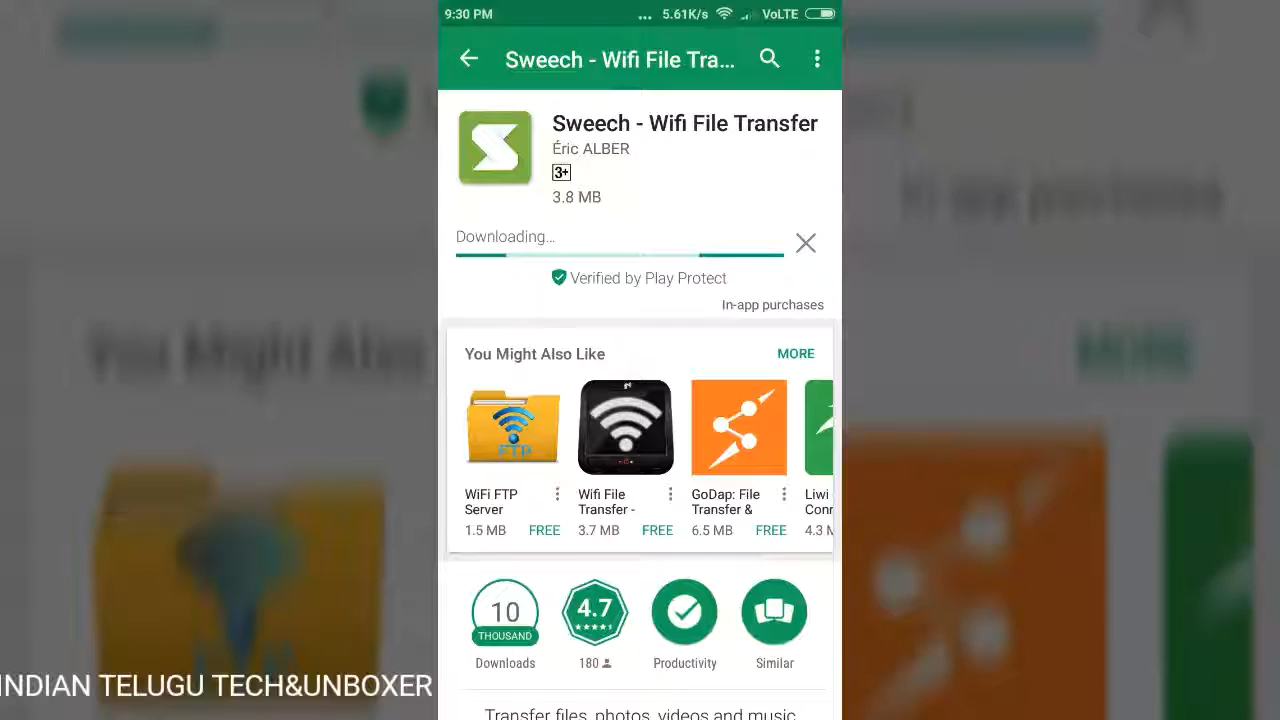 9:30 PM ... 5.61K/s VoLTE
Sweech - Wifi File Tra...
Sweech - Wifi File Transfer
Éric ALBER
3+
3.8 MB
Downloading...
Verified by Play Protect
In-app purchases
You Might Also Like MORE
FTP
WiFi FTP Server
1.5 MB FREE
Wifi File Transfer -
3.7 MB FREE
GoDap: File Transfer &
6.5 MB FREE
Liwi
Conr
4.3 M
10 THOUSAND
Downloads
4.7
180
Productivity
Similar
Transfer files, photos, videos and music
INDIAN TELUGU TECH&UNBOXER